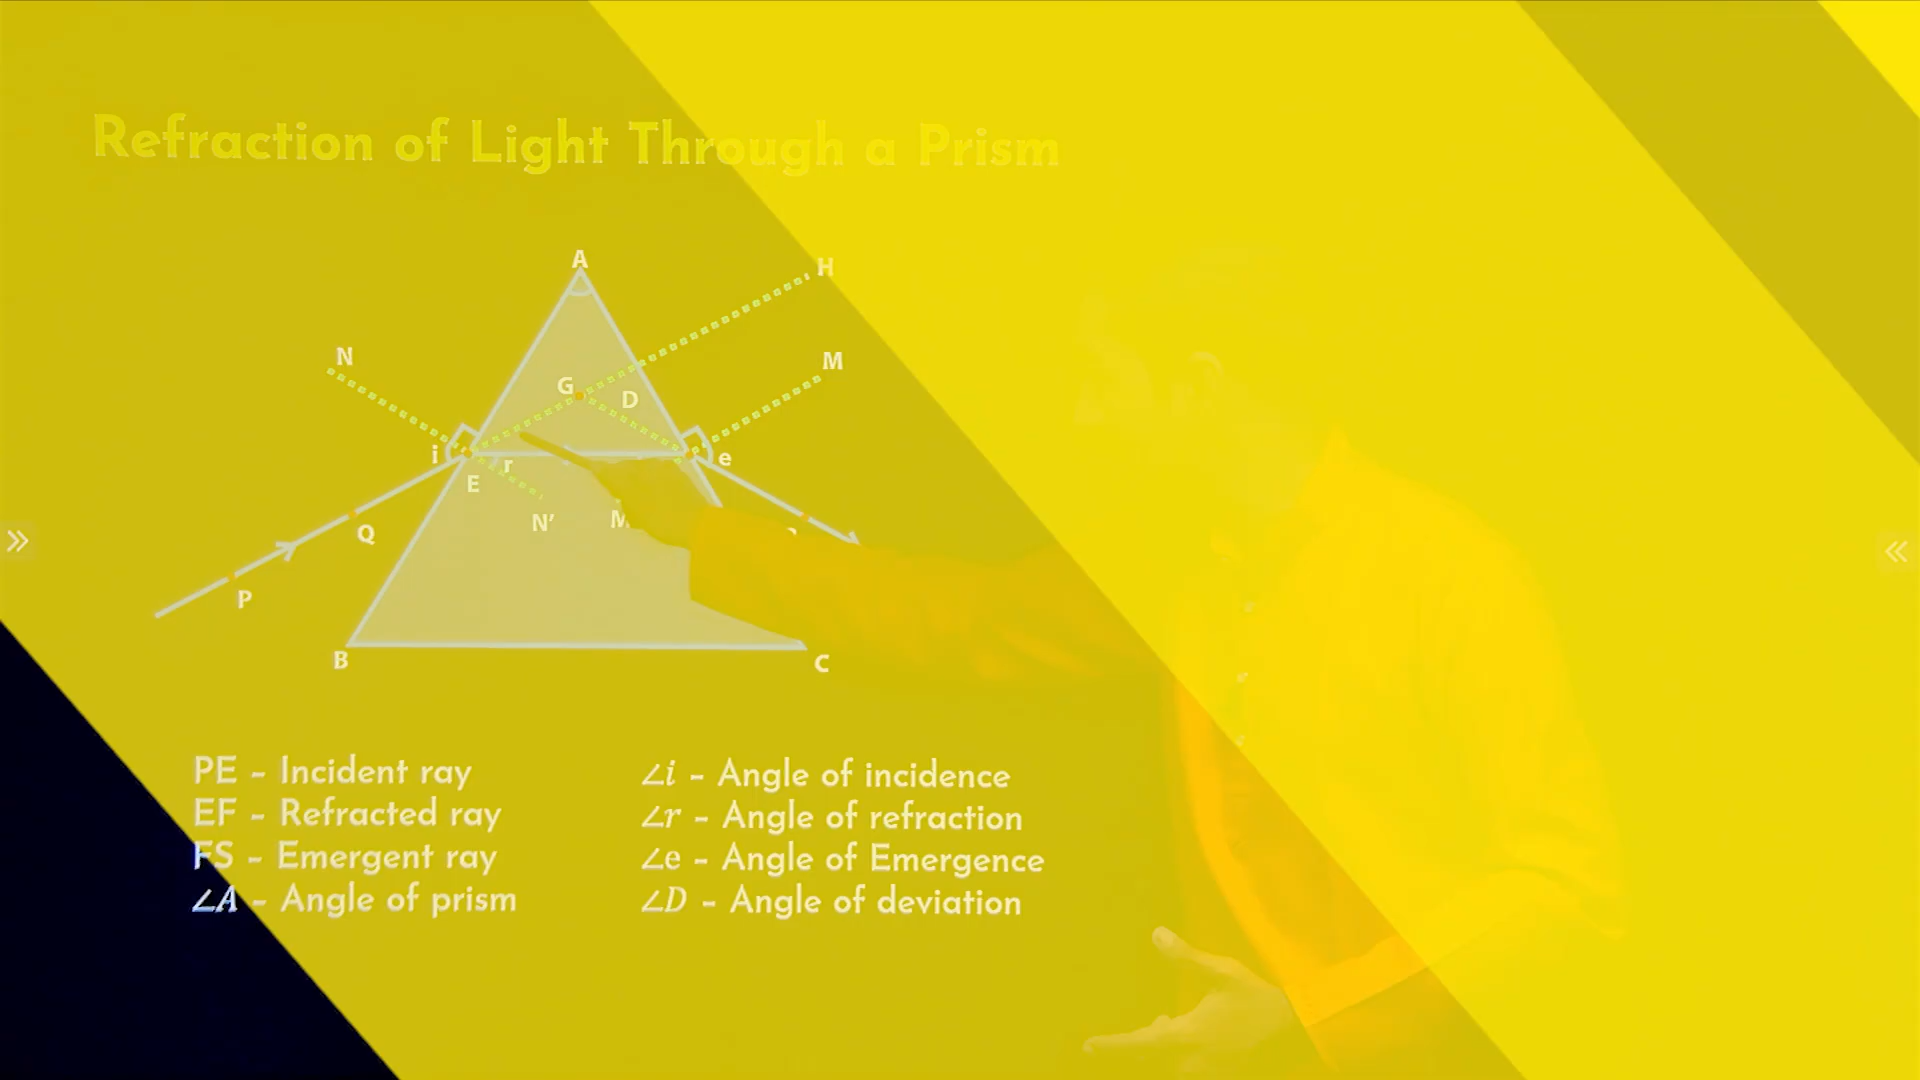 Refraction of Light Through a Prism
A
H
N
M
G
D
i
r
e
E
N'
M
Q
P
B
C
PE – Incident ray
EF – Refracted ray
FS – Emergent ray
∠A – Angle of prism
∠i – Angle of incidence
∠r – Angle of refraction
∠e – Angle of Emergence
∠D – Angle of deviation